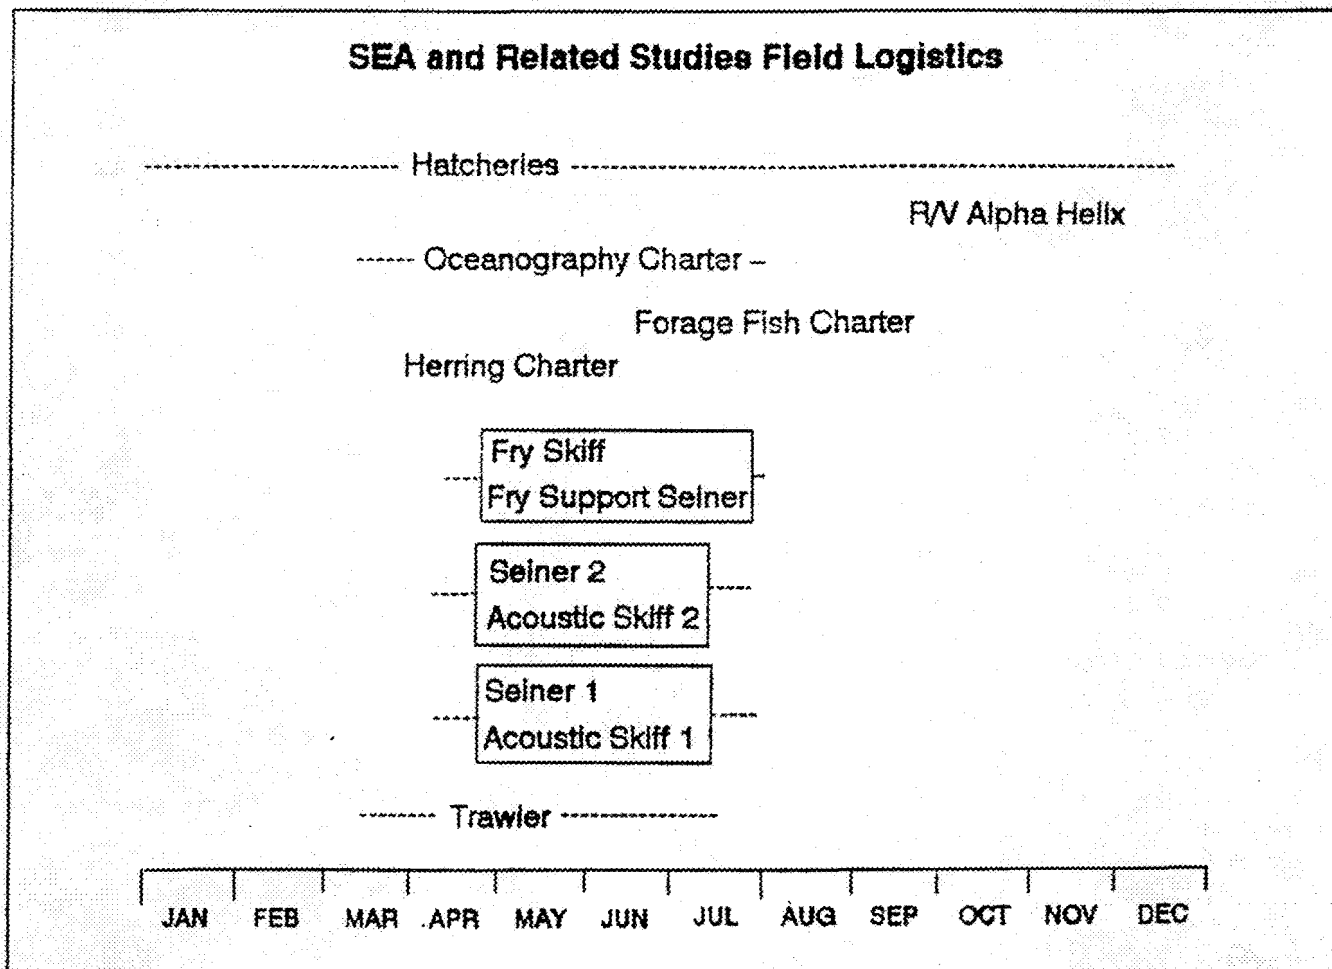 SEA and Related Studies Field Logistics
Hatcheries
R/V Alpha Helix
Oceanography Charter
Forage Fish Charter
Herring Charter
Fry Skiff
Fry Support Seiner
Seiner 2
Acoustic Skiff 2
Seiner 1
Acoustic Skiff 1
Trawler
JAN FEB MAR APR MAY JUN JUL AUG SEP OCT NOV DEC